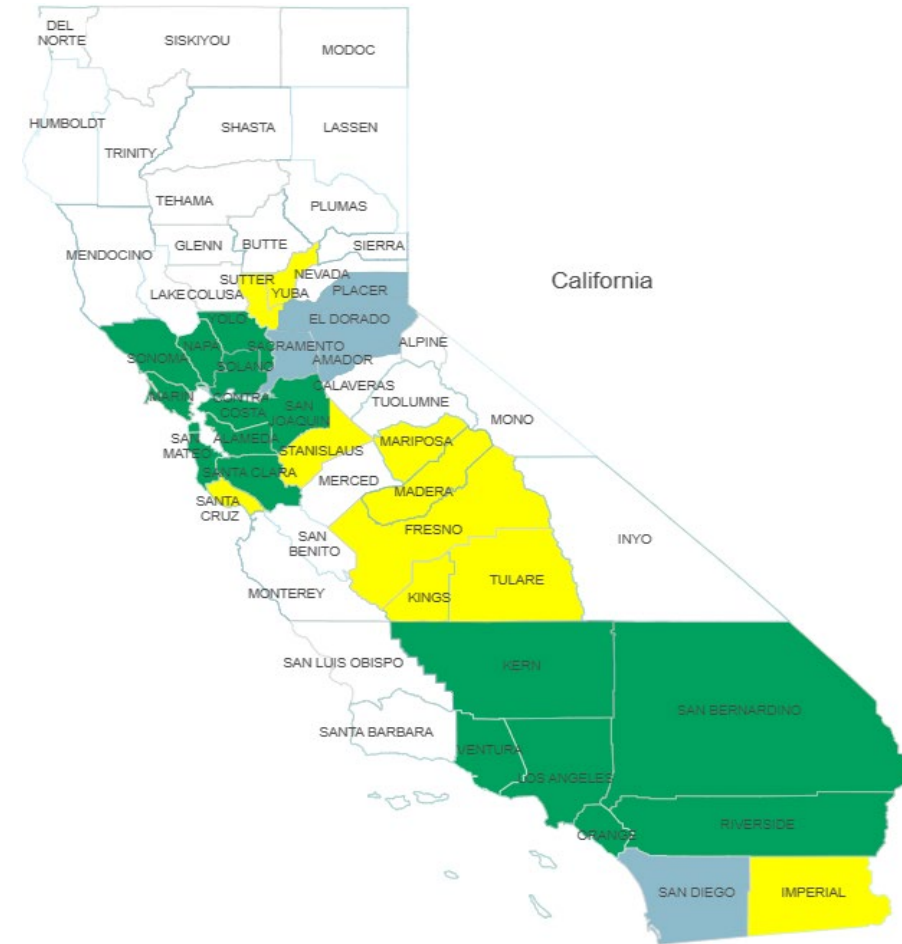 DEL
NORTE
SISKIYOU
MODOC
HUMBOLDT
TRINITY
SHASTA
LASSEN
TEHAMA
PLUMAS
MENDOCINO
GLENN
BUTTE
SIERRA
LAKE
COLUSA
SUTTER
YUBA
NEVADA
PLACER
California
EL DORADO
YOLO
SONOMA
NAPA
SOLANO
SACRAMENTO
AMADOR
ALPINE
MARIN
CONTRA
COSTA
SAN
JOAQUIN
CALAVERAS
TUOLUMNE
MONO
SAN
MATEO
ALAMEDA
STANISLAUS
MARIPOSA
SANTA CLARA
MERCED
MADERA
SANTA
CRUZ
SAN
BENITO
FRESNO
INYO
MONTEREY
KINGS
TULARE
SAN LUIS OBISPO
KERN
SAN BERNARDINO
SANTA BARBARA
VENTURA
LOS ANGELES
ORANGE
RIVERSIDE
SAN DIEGO
IMPERIAL